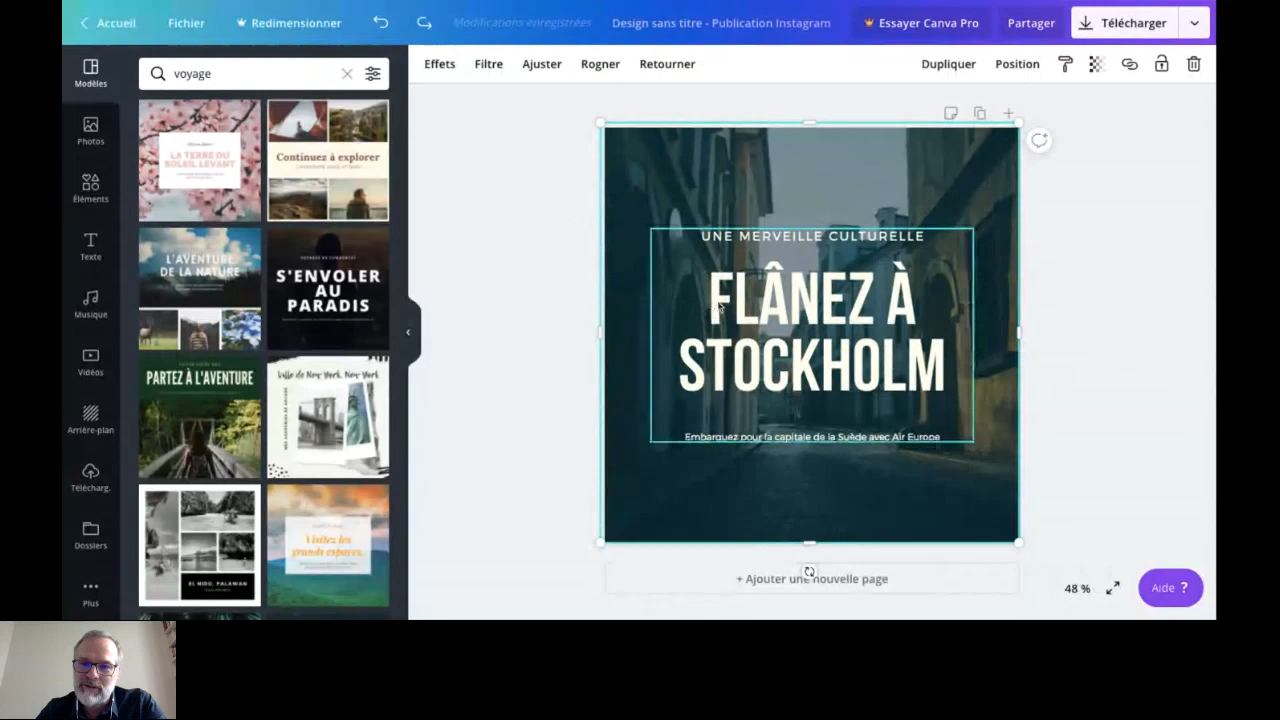 Accueil
Fichier
Redimensionner
Modifications enregistrées
Design sans titre - Publication Instagram
Essayer Canva Pro
Partager
Télécharger
Modèles
Photos
Éléments
Texte
Musique
Vidéos
Arrière-plan
Télécharg.
Dossiers
Plus
voyage
LA TERRE DU
SOLEIL LEVANT
Continuez à explorer
L'AVENTURE
DE LA NATURE
S'ENVOLER
AU
PARADIS
PARTEZ À L'AVENTURE
Ville de New York, New York
EL NIDO, PALAWAN
Visitez les
grands espaces.
Effets
Filtre
Ajuster
Rogner
Retourner
Dupliquer
Position
UNE MERVEILLE CULTURELLE
FLÂNEZ À
STOCKHOLM
Embarquez pour la capitale de la Suède avec Air Europe
+ Ajouter une nouvelle page
48 %
Aide ?